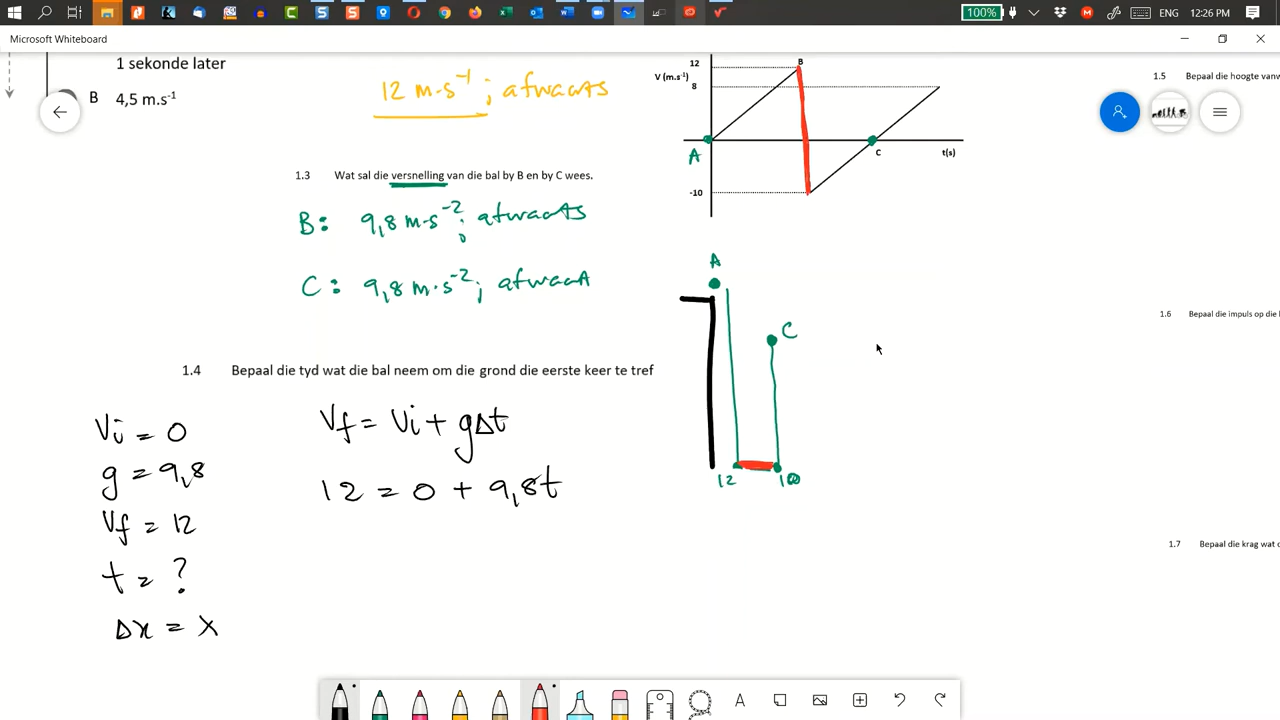 100%
ENG
12:26 PM
Microsoft Whiteboard
1 sekonde later
B 4,5 m.s⁻¹
12 m·s⁻¹ ; afwaarts
1.3 Wat sal die versnelling van die bal by B en by C wees.
B: 9,8 m·s⁻² ; afwaarts
C: 9,8 m·s⁻² ; afwaart
1.4 Bepaal die tyd wat die bal neem om die grond die eerste keer te tref
Vi = 0
g = 9,8
Vf = 12
t = ?
Δx = x
Vf = Vi + gΔt
12 = 0 + 9,8t
12
B
V (m.s⁻¹)
8
A
C
t(s)
-10
A
C
12
1.5 Bepaal die hoogte
1.6 Bepaal die impuls op die
1.7 Bepaal die krag wat